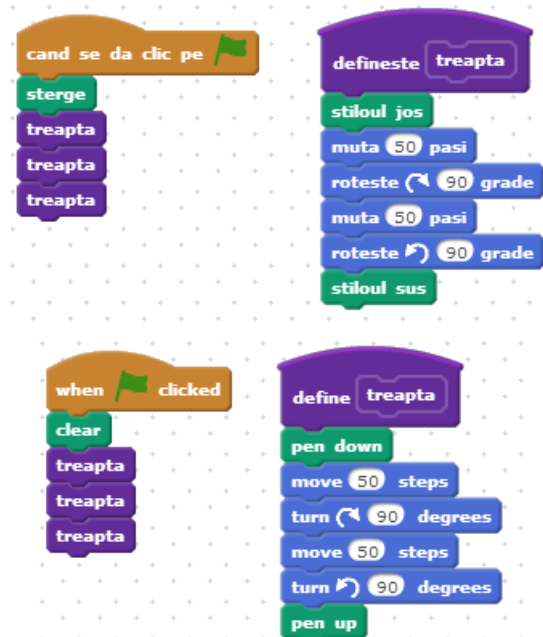 cand se da clic pe
sterge
treapta
treapta
treapta
defineste treapta
stiloul jos
muta 50 pasi
roteste 90 grade
muta 50 pasi
roteste 90 grade
stiloul sus
when clicked
clear
treapta
treapta
treapta
define treapta
pen down
move 50 steps
turn 90 degrees
move 50 steps
turn 90 degrees
pen up